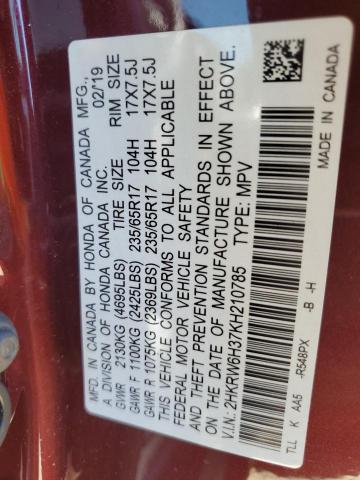 MFD. IN CANADA BY HONDA OF CANADA MFG.,
A DIVISION OF HONDA CANADA INC. 02/'19
TIRE SIZE RIM SIZE
GVWR 2130KG (4695LBS)
GAWR F 1100KG (2425LBS) 235/65R17 104H 17X7.5J
GAWR R 1075KG (2369LBS) 235/65R17 104H 17X7.5J
THIS VEHICLE CONFORMS TO ALL APPLICABLE
FEDERAL MOTOR VEHICLE SAFETY
AND THEFT PREVENTION STANDARDS IN EFFECT
ON THE DATE OF MANUFACTURE SHOWN ABOVE.
V.I.N.: 2HKRW6H37KH210785 TYPE: MPV
TLL K AA5 -R548PX -B -H MADE IN CANADA